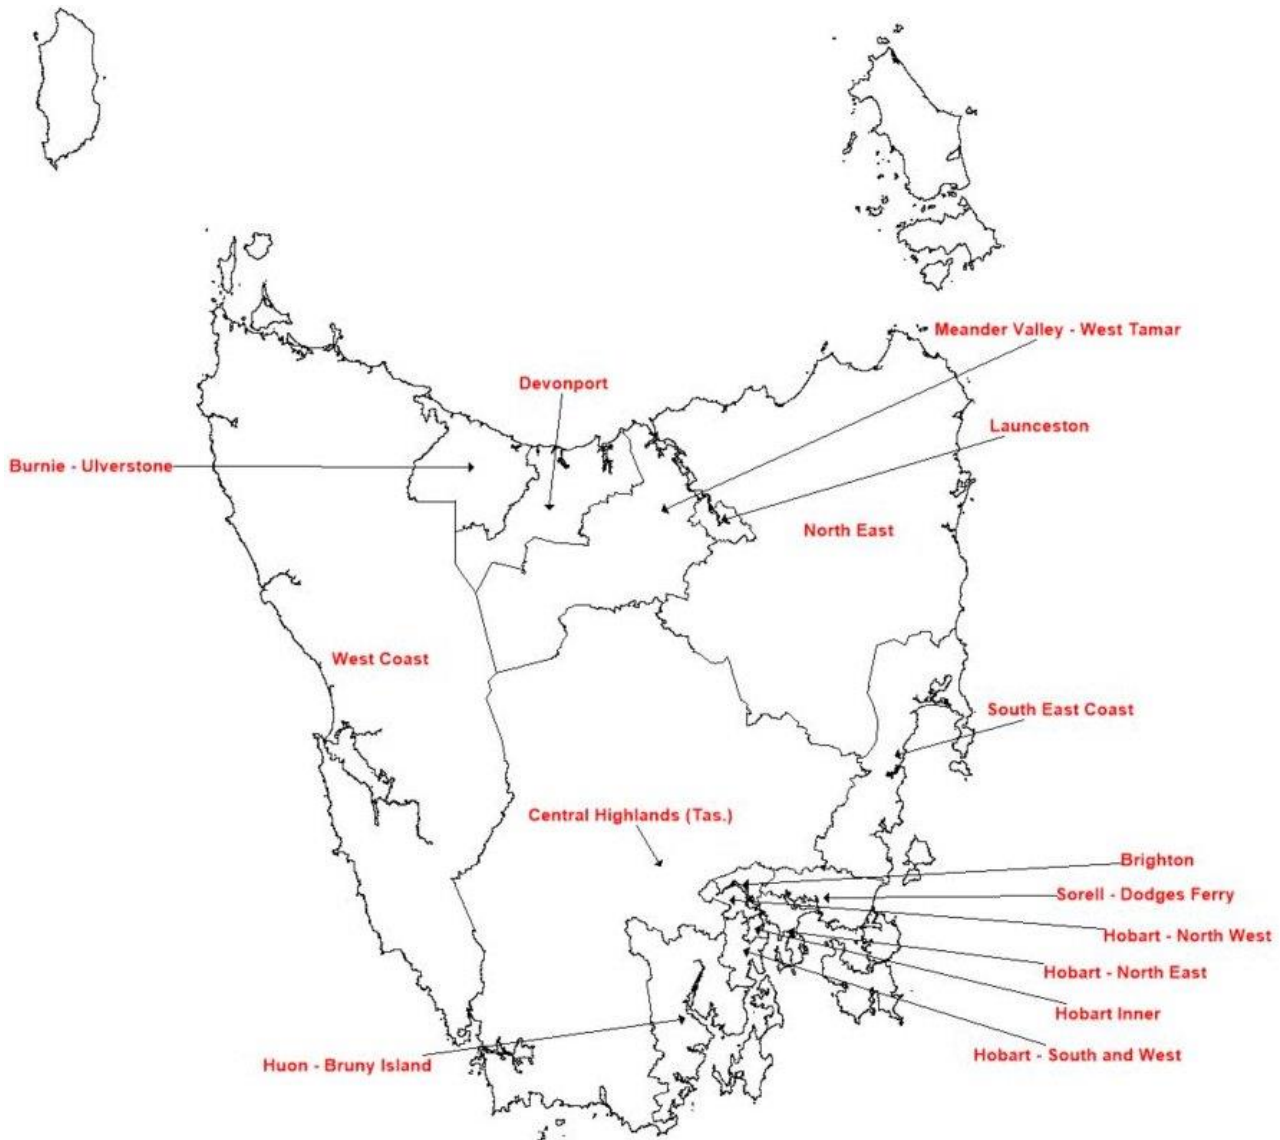 Meander Valley - West Tamar
Devonport
Launceston
Burnie - Ulverstone
North East
West Coast
South East Coast
Central Highlands (Tas.)
Brighton
Sorell - Dodges Ferry
Hobart - North West
Hobart - North East
Hobart Inner
Hobart - South and West
Huon - Bruny Island